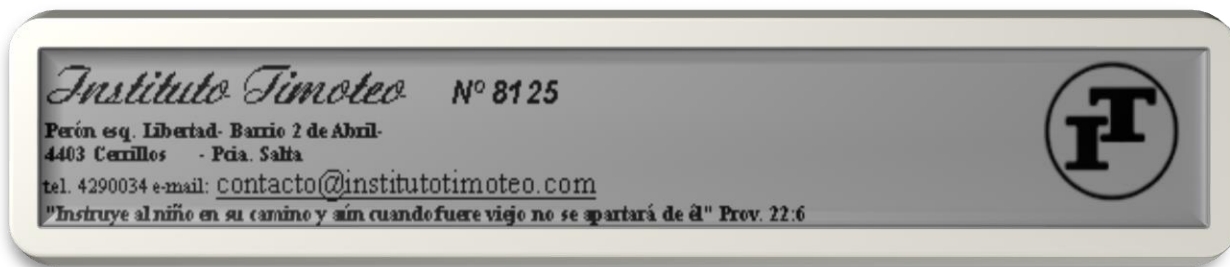 Instituto Timoteo Nº 8125
Perón esq. Libertad- Barrio 2 de Abril-
4403 Cerrillos - Pcia. Salta
tel. 4290034 e-mail: contacto@institutotimoteo.com
"Instruye al niño en su camino y aún cuando fuere viejo no se apartará de él" Prov. 22:6
IT